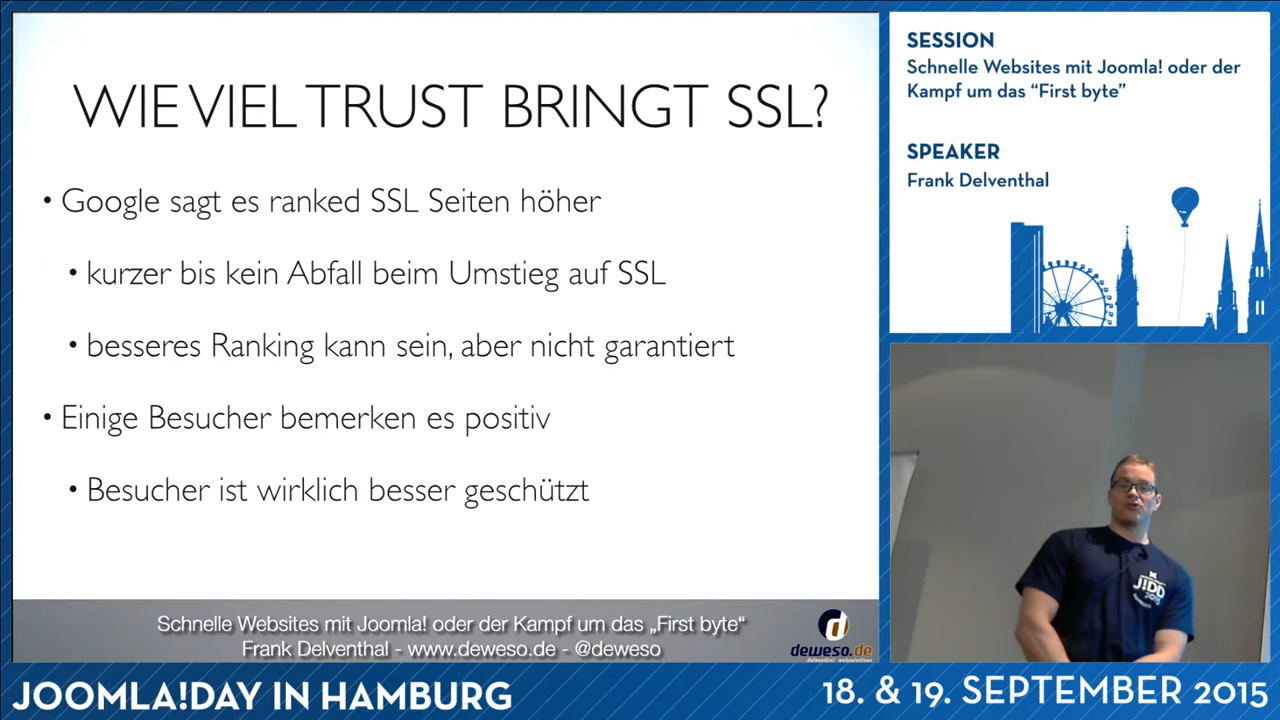 WIE VIEL TRUST BRINGT SSL?
• Google sagt es ranked SSL Seiten höher
• kurzer bis kein Abfall beim Umstieg auf SSL
• besseres Ranking kann sein, aber nicht garantiert
• Einige Besucher bemerken es positiv
• Besucher ist wirklich besser geschützt
Schnelle Websites mit Joomla! oder der Kampf um das „First byte“
Frank Delventhal - www.deweso.de - @deweso
deweso.de
delventhal websolutions
SESSION
Schnelle Websites mit Joomla! oder der
Kampf um das “First byte”
SPEAKER
Frank Delventhal
J!DD
2015
JOOMLA!DAY IN HAMBURG
18. & 19. SEPTEMBER 2015